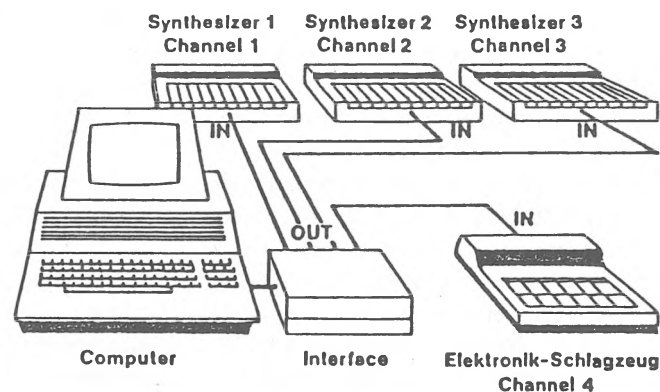 Synthesizer 1
Channel 1
Synthesizer 2
Channel 2
Synthesizer 3
Channel 3
IN
IN
IN
OUT
IN
Computer
Interface
Elektronik-Schlagzeug
Channel 4